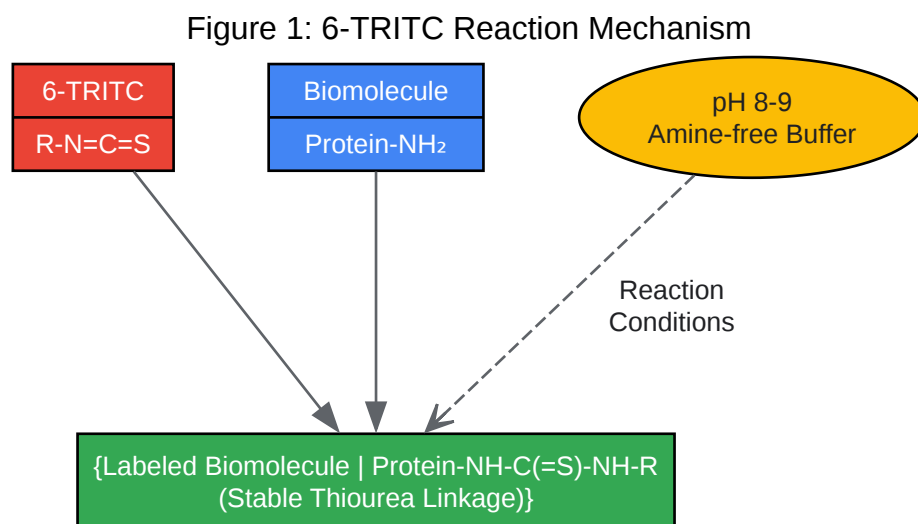 Figure 1: 6-TRITC Reaction Mechanism
6-TRITC
R-N=C=S
Biomolecule
Protein-NH₂
pH 8-9
Amine-free Buffer
Reaction
Conditions
{Labeled Biomolecule | Protein-NH-C(=S)-NH-R
(Stable Thiourea Linkage)}